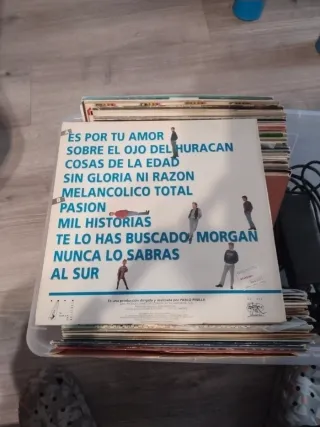 ES POR TU AMOR
SOBRE EL OJO DEL HURACAN
COSAS DE LA EDAD
SIN GLORIA NI RAZON
MELANCOLICO TOTAL
PASION
MIL HISTORIAS
TE LO HAS BUSCADO, MORGAN
NUNCA LO SABRAS
AL SUR